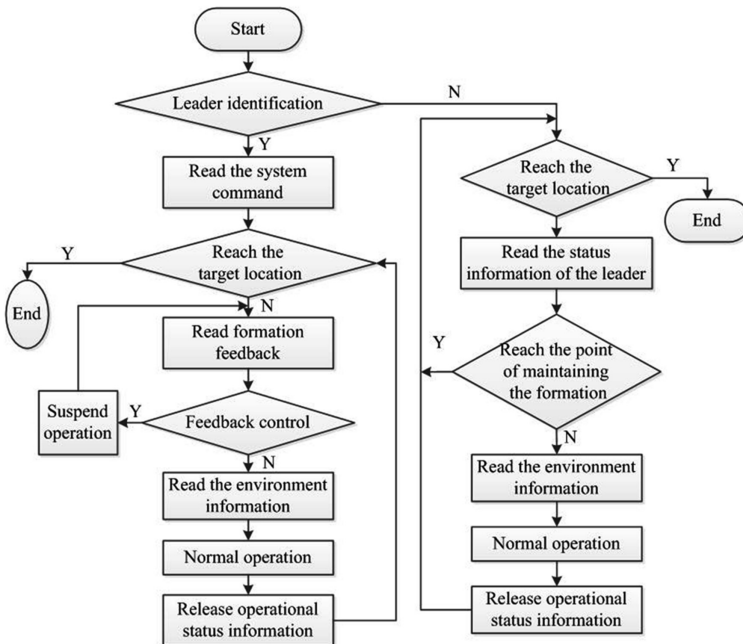 Start
Leader identification
N
Y
Read the system
command
Reach the
target location
Y
N
End
Read formation
feedback
Feedback control
Y
Suspend
operation
N
Read the environment
information
Normal operation
Release operational
status information
Reach the
target location
Y
End
Read the status
information of the leader
Reach the point
of maintaining
the formation
Y
N
Read the environment
information
Normal operation
Release operational
status information